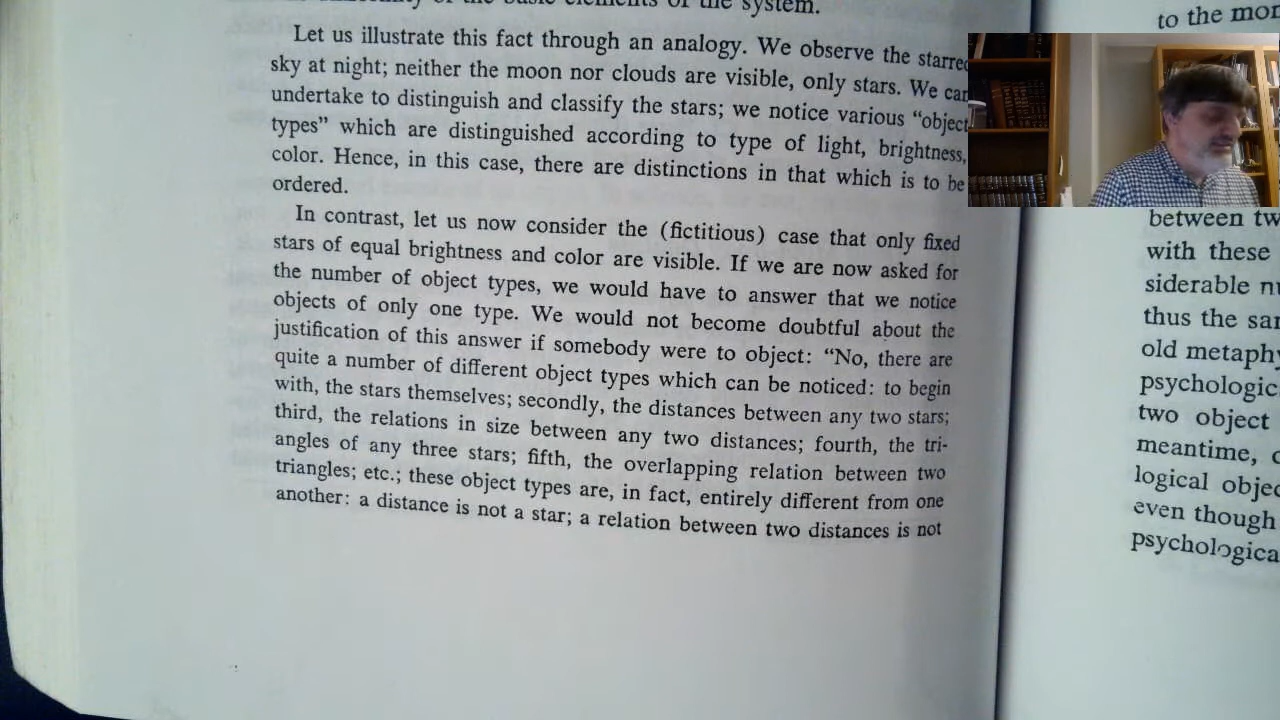 of the basic elements of the system.
Let us illustrate this fact through an analogy. We observe the starred
sky at night; neither the moon nor clouds are visible, only stars. We can
undertake to distinguish and classify the stars; we notice various “object
types” which are distinguished according to type of light, brightness,
color. Hence, in this case, there are distinctions in that which is to be
ordered.
In contrast, let us now consider the (fictitious) case that only fixed
stars of equal brightness and color are visible. If we are now asked for
the number of object types, we would have to answer that we notice
objects of only one type. We would not become doubtful about the
justification of this answer if somebody were to object: “No, there are
quite a number of different object types which can be noticed: to begin
with, the stars themselves; secondly, the distances between any two stars;
third, the relations in size between any two distances; fourth, the tri-
angles of any three stars; fifth, the overlapping relation between two
triangles; etc.; these object types are, in fact, entirely different from one
another: a distance is not a star; a relation between two distances is not
to the mor
between tw
with these
siderable nu
thus the sam
old metaphy
psychologic
two object
meantime, c
logical objec
even though
psychologica